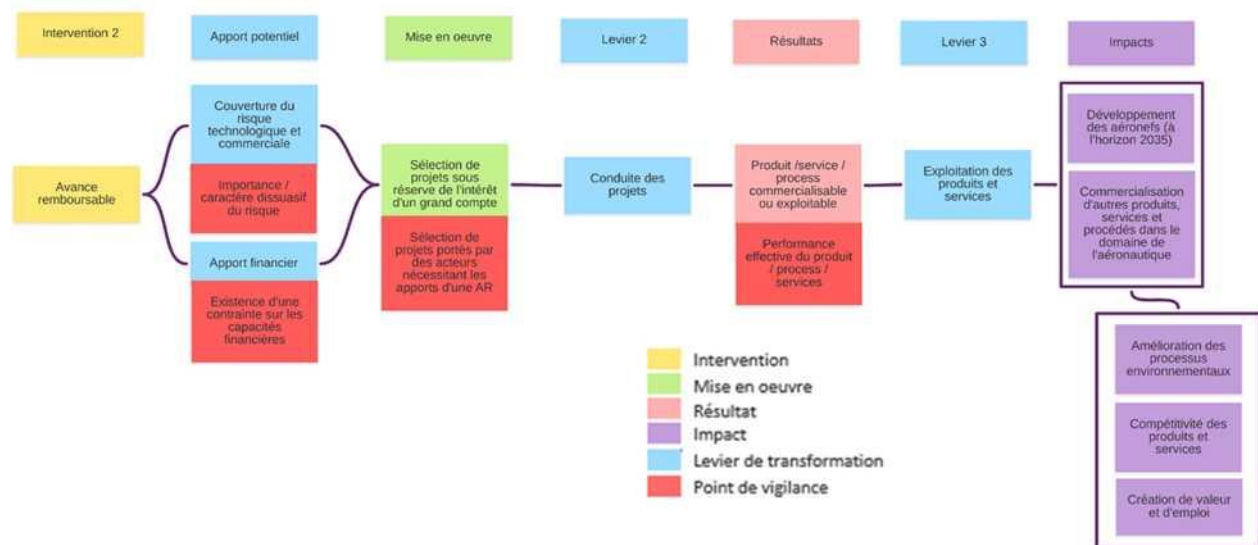 Intervention 2
Apport potentiel
Mise en oeuvre
Levier 2
Résultats
Levier 3
Impacts
Avance
remboursable
Couverture du
risque
technologique et
commerciale
Importance /
caractère dissuasif
du risque
Apport financier
Existence d'une
contrainte sur les
capacités
financières
Sélection de
projets sous
réserve de l'intérêt
d'un grand compte
Sélection de
projets portés par
des acteurs
nécessitant les
apports d'une AR
Conduite des
projets
Produit /service /
process
commercialisable
ou exploitable
Performance
effective du produit
/ process /
services
Exploitation des
produits et
services
Développement
des aéronefs (à
l'horizon 2035)
Commercialisation
d'autres produits,
services et
procédés dans le
domaine de
l'aéronautique
Amélioration des
processus
environnementaux
Compétitivité des
produits et
services
Création de valeur
et d'emploi
Intervention
Mise en oeuvre
Résultat
Impact
Levier de transformation
Point de vigilance